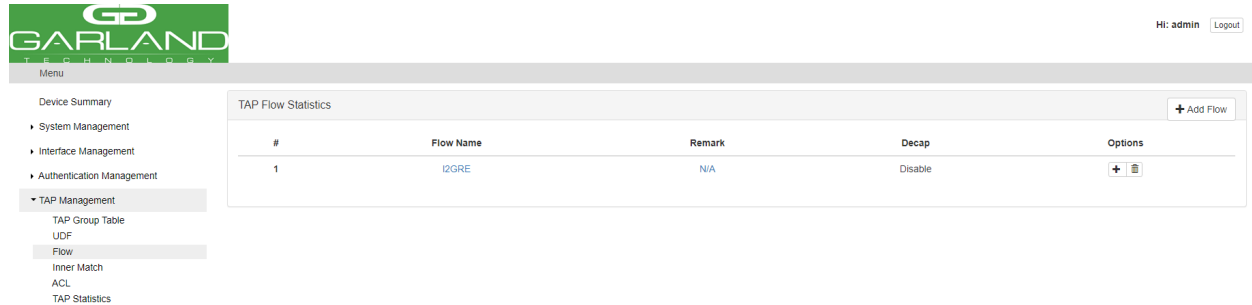 GARLAND
TECHNOLOGY
Hi: admin Logout
Menu
Device Summary
System Management
Interface Management
Authentication Management
TAP Management
TAP Group Table
UDF
Flow
Inner Match
ACL
TAP Statistics
TAP Flow Statistics
+ Add Flow
# Flow Name Remark Decap Options
1 l2GRE N/A Disable